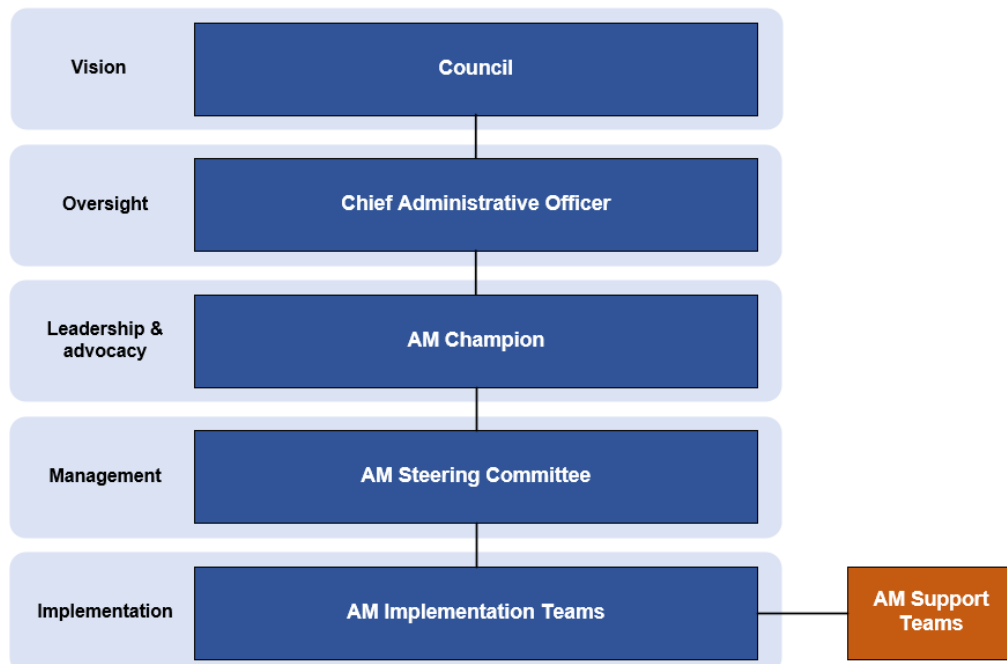 Vision
Council
Oversight
Chief Administrative Officer
Leadership &
advocacy
AM Champion
Management
AM Steering Committee
Implementation
AM Implementation Teams
AM Support
Teams